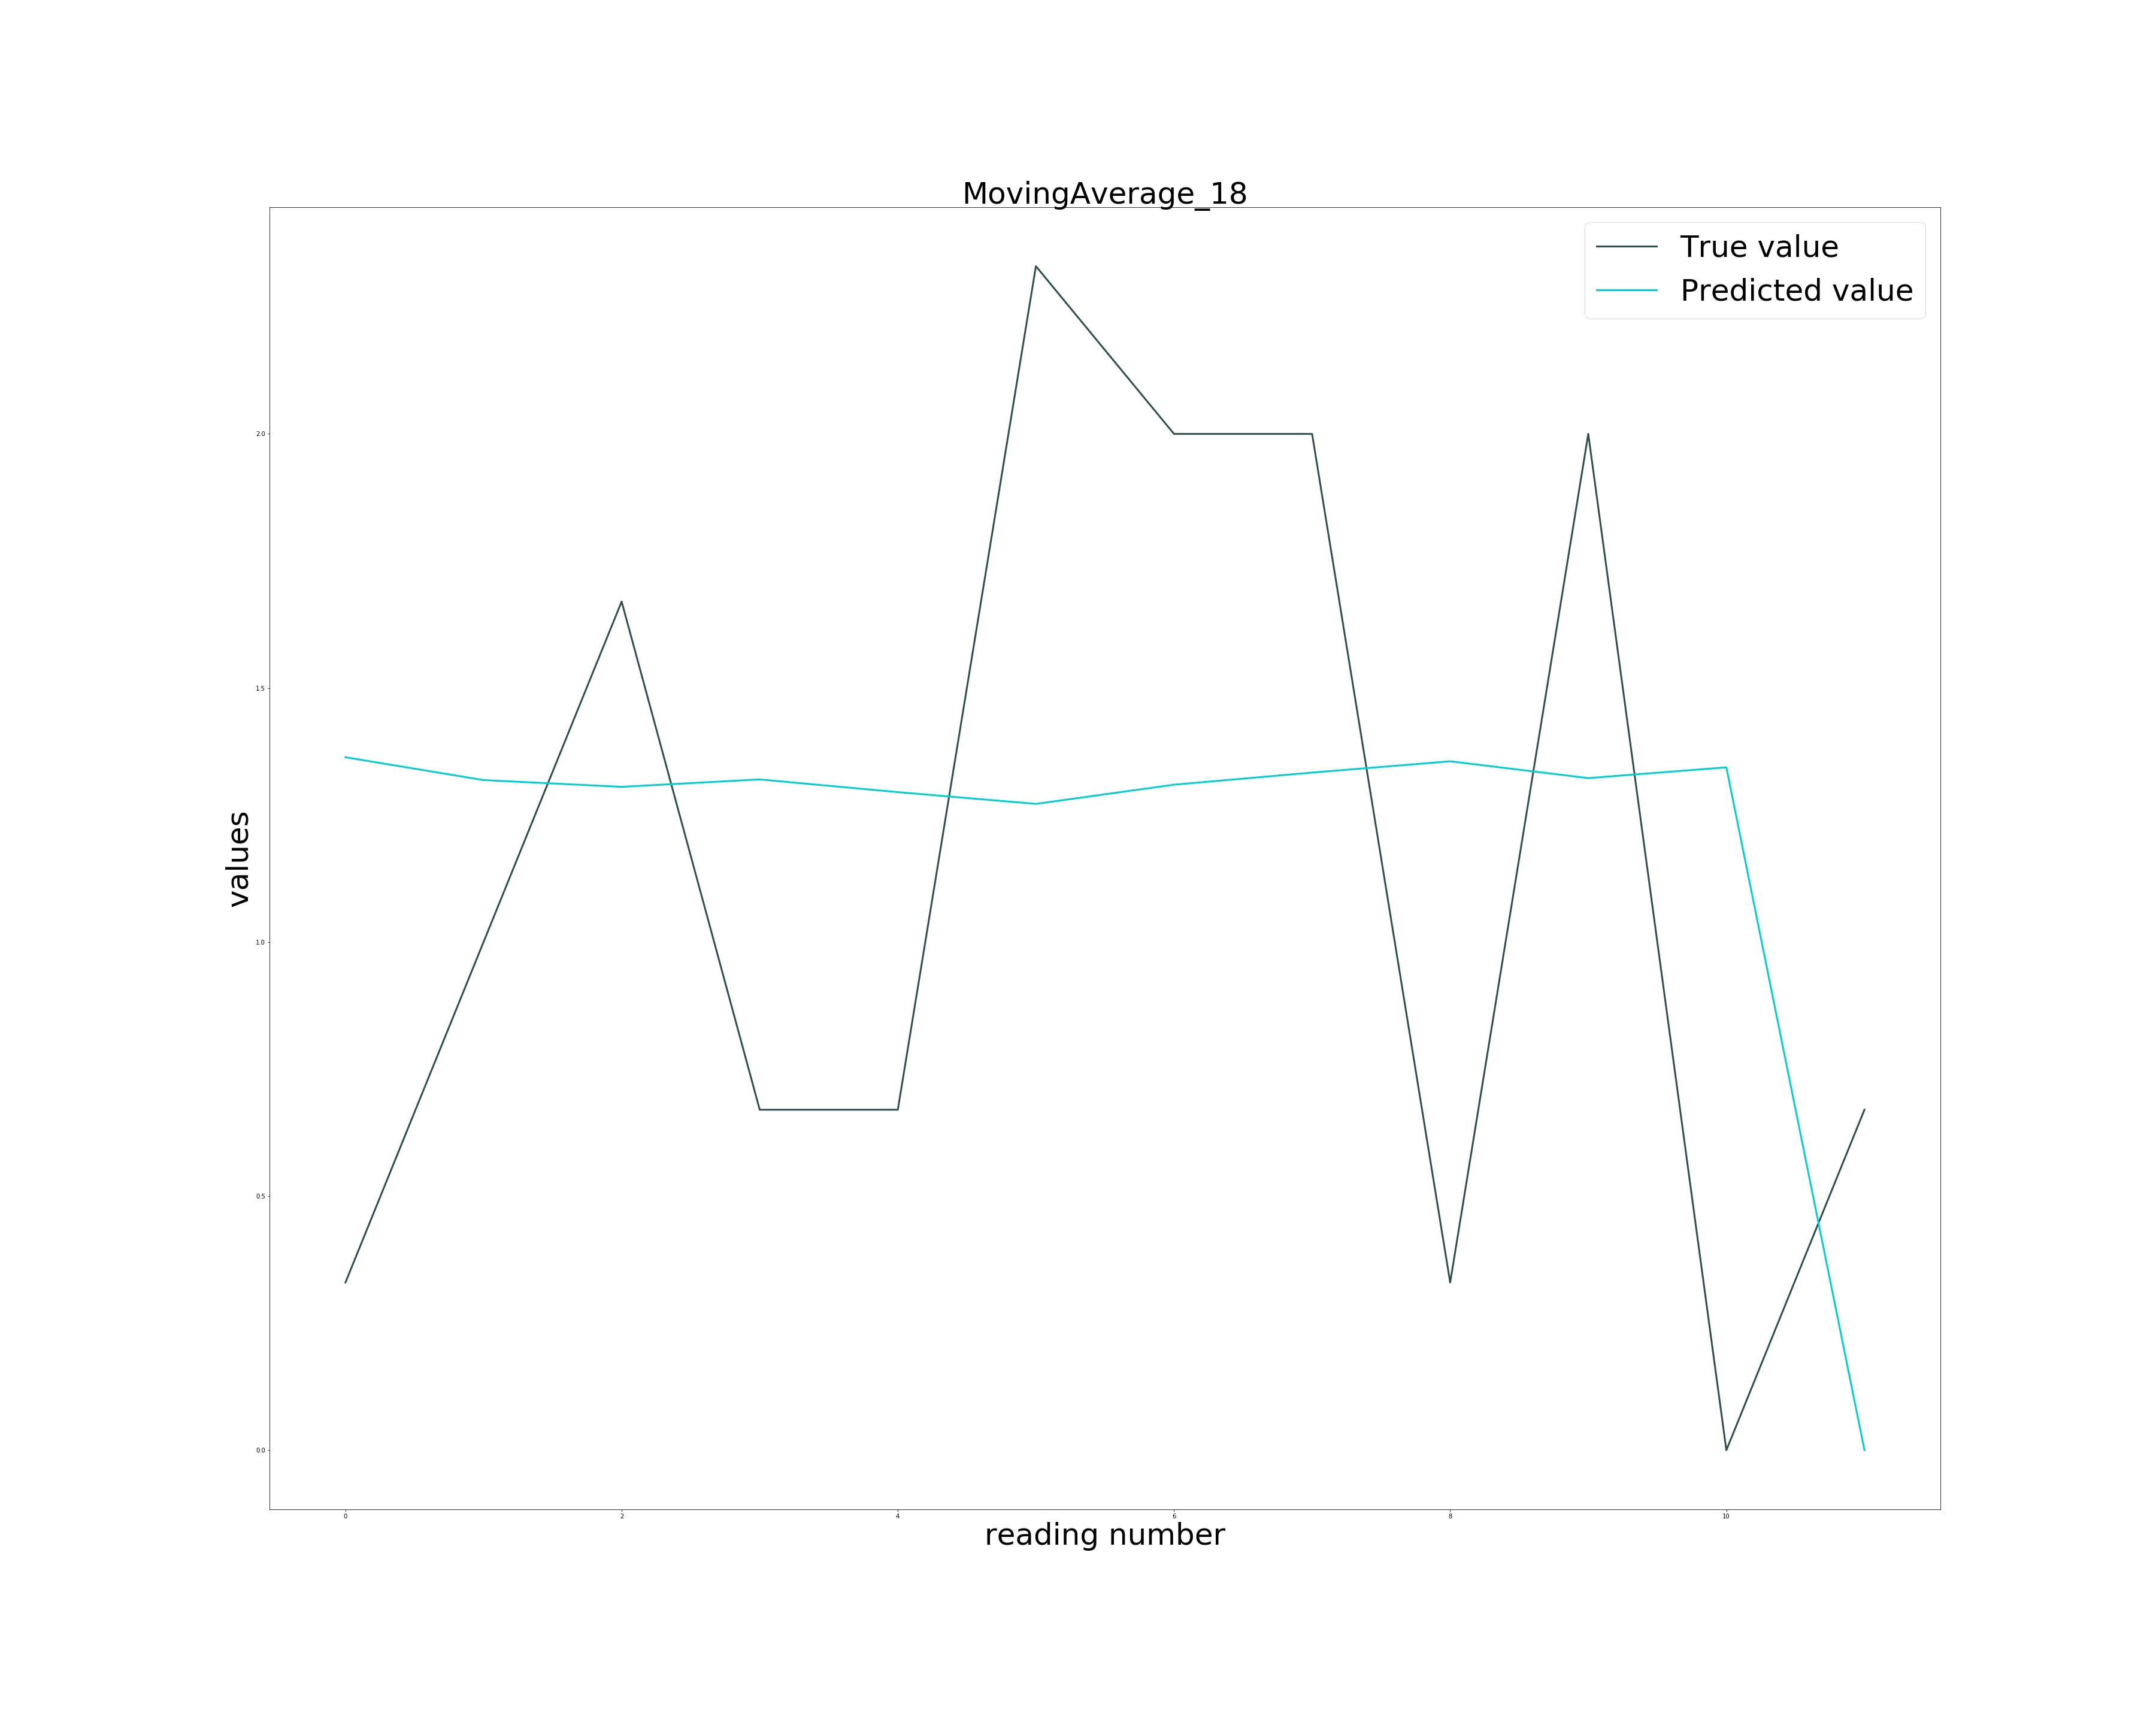 MovingAverage_18
True value
Predicted value
values
2.0
1.5
1.0
0.5
0.0
0 2 4 6 8 10
reading number